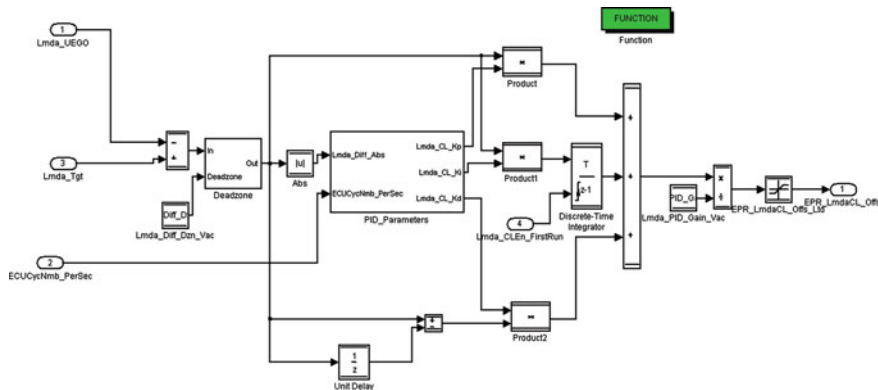 FUNCTION
Function
1
Lmda_UEGO
3
Lmda_Tgt
-
+
In
Deadzone
Out
Deadzone
Diff_D
Lmda_Diff_Dzn_Vac
2
ECUCycNmb_PerSec
|u|
Abs
Lmda_Diff_Abs
ECUCycNmb_PerSec
Lmda_CL_Kp
Lmda_CL_Ki
Lmda_CL_Kd
PID_Parameters
×
Product
×
Product1
4
Lmda_CLEn_FirstRun
T
z-1
Discrete-Time
Integrator
+
+
+
PID_G
Lmda_PID_Gain_Vac
×
÷
EPR_LmdaCL_Offs_Ltd
1
EPR_LmdaCL_Offs
+
-
×
Product2
1
z
Unit Delay